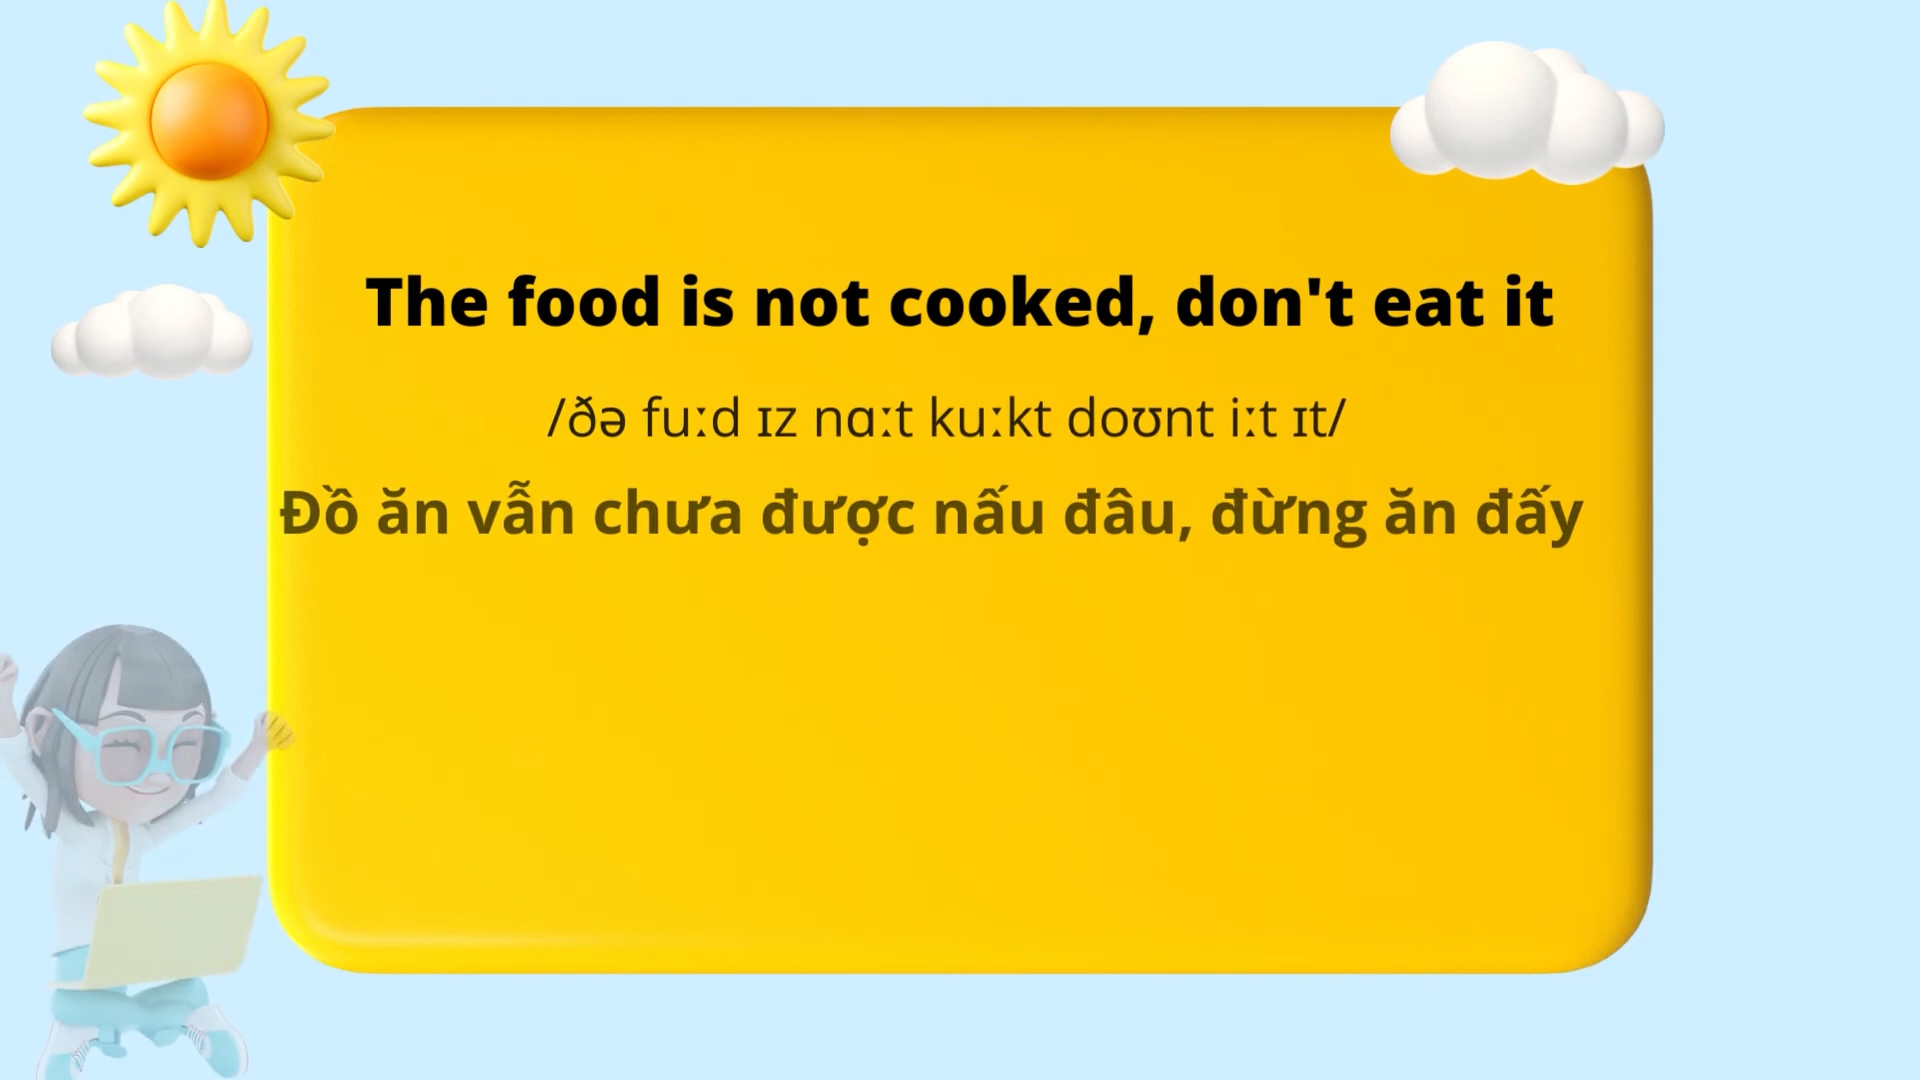 The food is not cooked, don't eat it
/ðə fuːd ɪz nɑːt kuːkt doʊnt iːt ɪt/
Đồ ăn vẫn chưa được nấu đâu, đừng ăn đấy